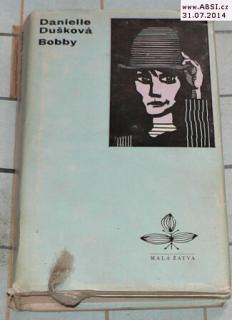 www.ABSI.cz
31.07.2014
Danielle
Dušková
Bobby
MALÁ ŽATVA